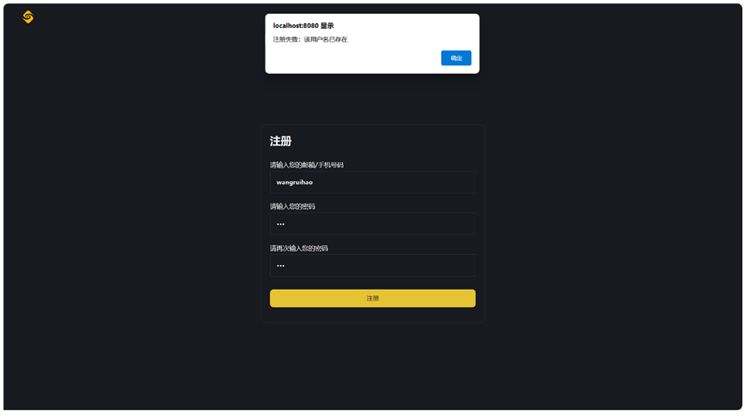 localhost:8080 显示
注册失败：该用户名已存在
确定
注册
请输入您的邮箱/手机号码
wangruihao
请输入您的密码
•••
请再次输入您的密码
•••
注册